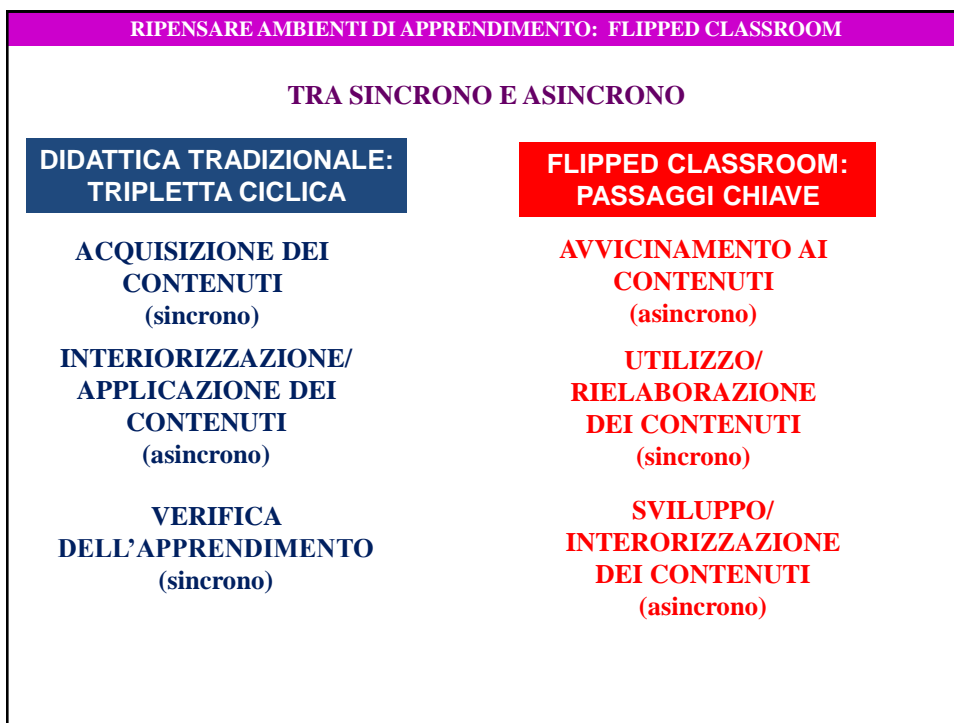 RIPENSARE AMBIENTI DI APPRENDIMENTO: FLIPPED CLASSROOM
TRA SINCRONO E ASINCRONO
DIDATTICA TRADIZIONALE:
TRIPLETTA CICLICA
ACQUISIZIONE DEI
CONTENUTI
(sincrono)
INTERIORIZZAZIONE/
APPLICAZIONE DEI
CONTENUTI
(asincrono)
VERIFICA
DELL’APPRENDIMENTO
(sincrono)
FLIPPED CLASSROOM:
PASSAGGI CHIAVE
AVVICINAMENTO AI
CONTENUTI
(asincrono)
UTILIZZO/
RIELABORAZIONE
DEI CONTENUTI
(sincrono)
SVILUPPO/
INTERORIZZAZIONE
DEI CONTENUTI
(asincrono)